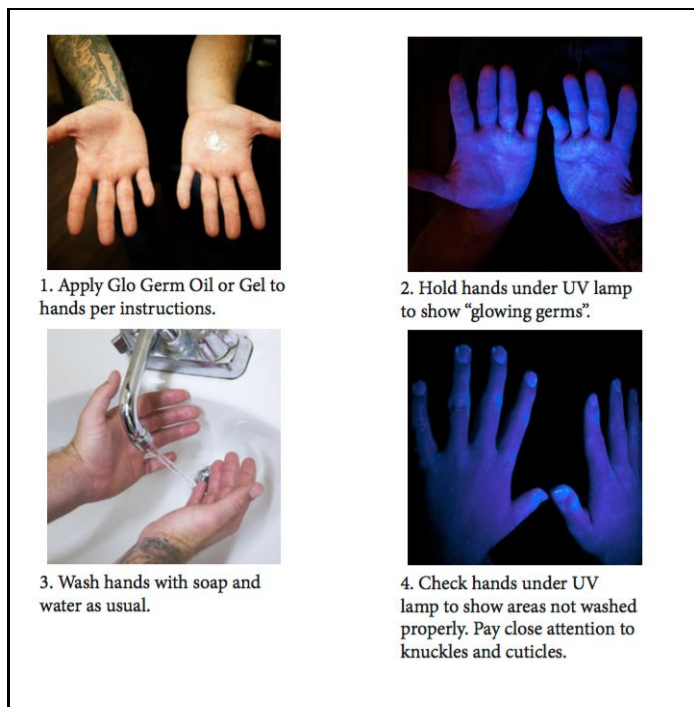 1. Apply Glo Germ Oil or Gel to
hands per instructions.
2. Hold hands under UV lamp
to show “glowing germs”.
3. Wash hands with soap and
water as usual.
4. Check hands under UV
lamp to show areas not washed
properly. Pay close attention to
knuckles and cuticles.